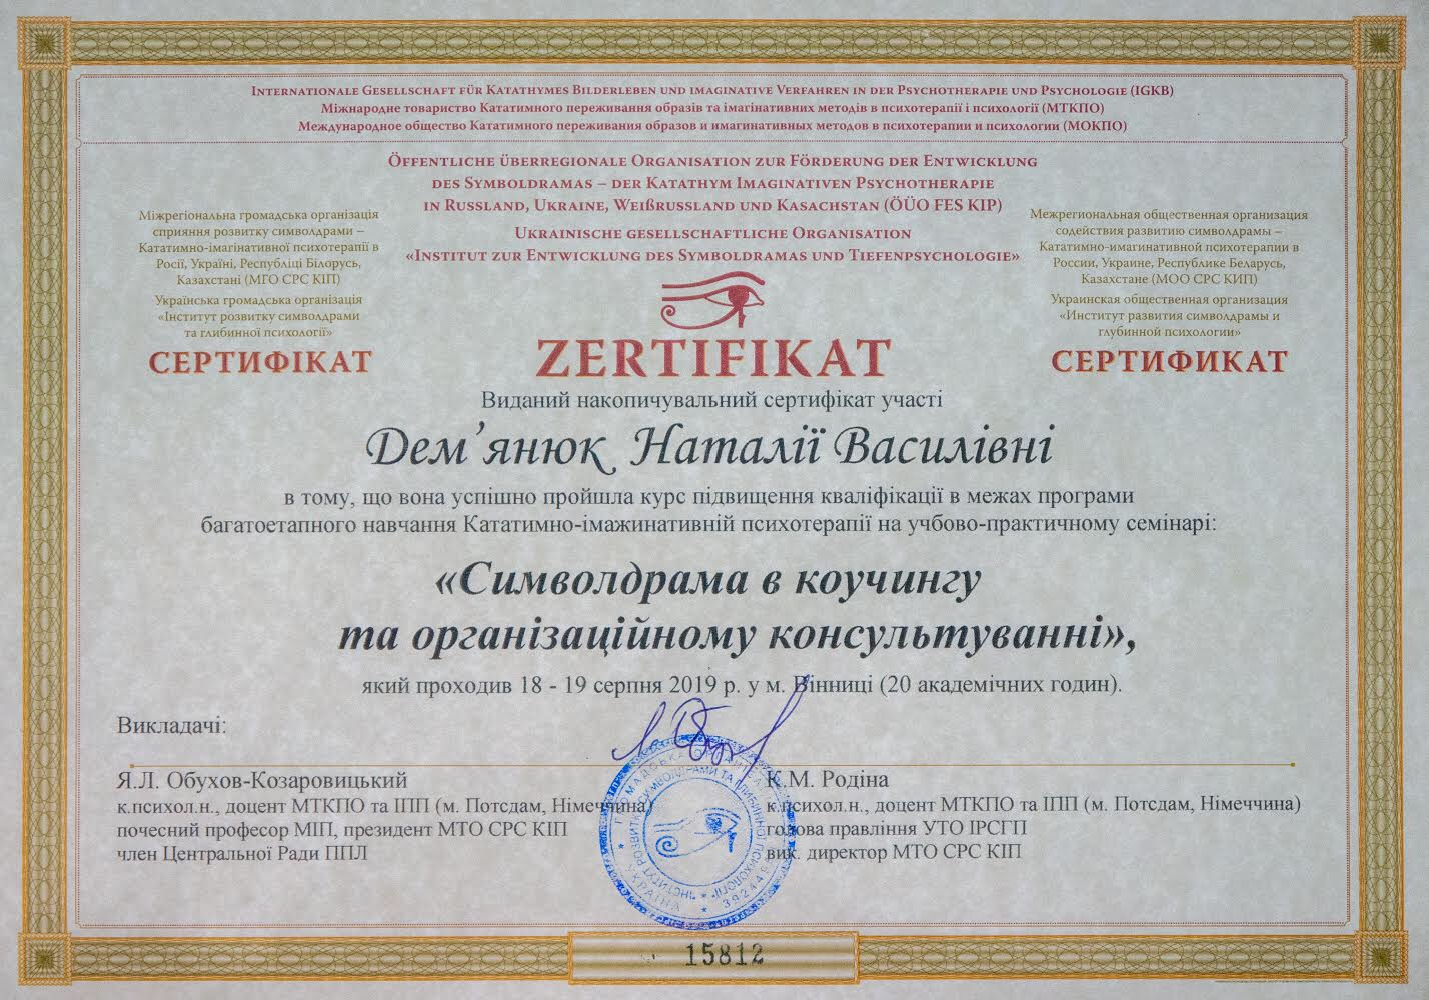 Internationale Gesellschaft für Katathymes Bilderleben und imaginative Verfahren in der Psychotherapie und Psychologie (IGKB)
Міжнародне товариство Кататимного переживання образів та імагінативних методів в психотерапії і психології (МТКПО)
Международное общество Кататимного переживания образов и имагинативных методов в психотерапии и психологии (МОКПО)
Öffentliche überregionale Organisation zur Förderung der Entwicklung
des Symboldramas – der Katathym Imaginativen Psychotherapie
in Russland, Ukraine, Weißrussland und Kasachstan (ÖÜO FES KIP)
Ukrainische gesellschaftliche Organisation
«Institut zur Entwicklung des Symboldramas und Tiefenpsychologie»
Міжрегіональна громадська організація
сприяння розвитку символдрами –
Кататимно-імагінативної психотерапії в
Росії, Україні, Республіці Білорусь,
Казахстані (МГО СРС КІП)
Українська громадська організація
«Інститут розвитку символдрами
та глибинної психології»
СЕРТИФІКАТ
ZERTIFIKAT
Межрегиональная общественная организация
содействия развитию символдрамы –
Кататимно-имагинативной психотерапии в
России, Украине, Республике Беларусь,
Казахстане (МОО СРС КИП)
Украинская общественная организация
«Институт развития символдрамы и
глубинной психологии»
СЕРТИФИКАТ
Виданий накопичувальний сертифікат участі
Дем’янюк Наталії Василівні
в тому, що вона успішно пройшла курс підвищення кваліфікації в межах програми
багатоетапного навчання Кататимно-імажинативній психотерапії на учбово-практичному семінарі:
«Символдрама в коучингу
та організаційному консультуванні»,
який проходив 18 - 19 серпня 2019 р. у м. Вінниці (20 академічних годин).
Викладачі:
Я.Л. Обухов-Козаровицький
к.психол.н., доцент МТКПО та ІПП (м. Потсдам, Німеччина)
почесний професор МІП, президент МТО СРС КІП
член Центральної Ради ППЛ
К.М. Родіна
к.психол.н., доцент МТКПО та ІПП (м. Потсдам, Німеччина)
голова правління УТО ІРСГП
вик. директор МТО СРС КІП
УКРАЇНА
15812